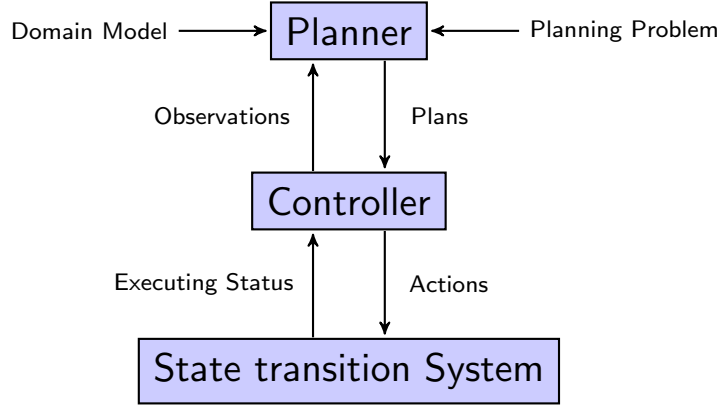 Domain Model
Planner
Planning Problem
Observations
Plans
Controller
Executing Status
Actions
State transition System